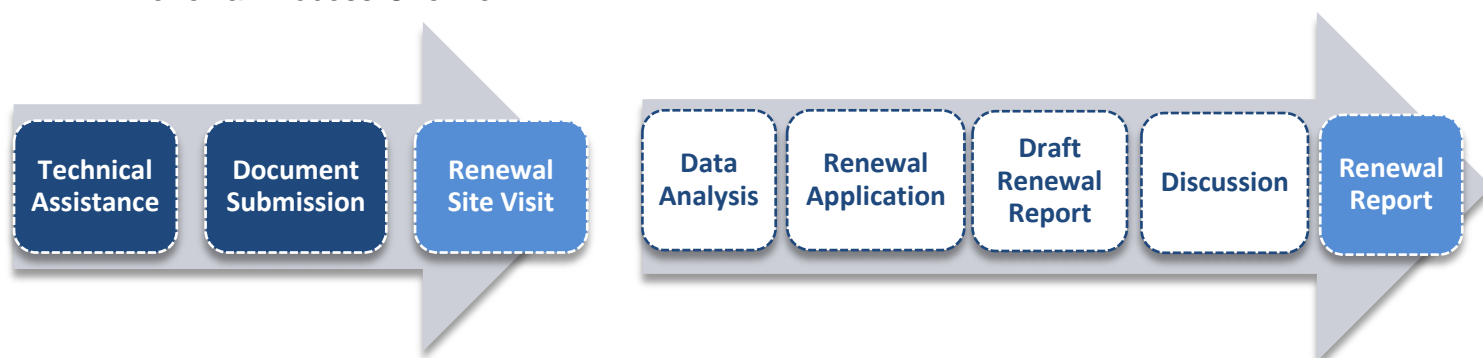 Technical
Assistance
Document
Submission
Renewal
Site Visit
Data
Analysis
Renewal
Application
Draft
Renewal
Report
Discussion
Renewal
Report